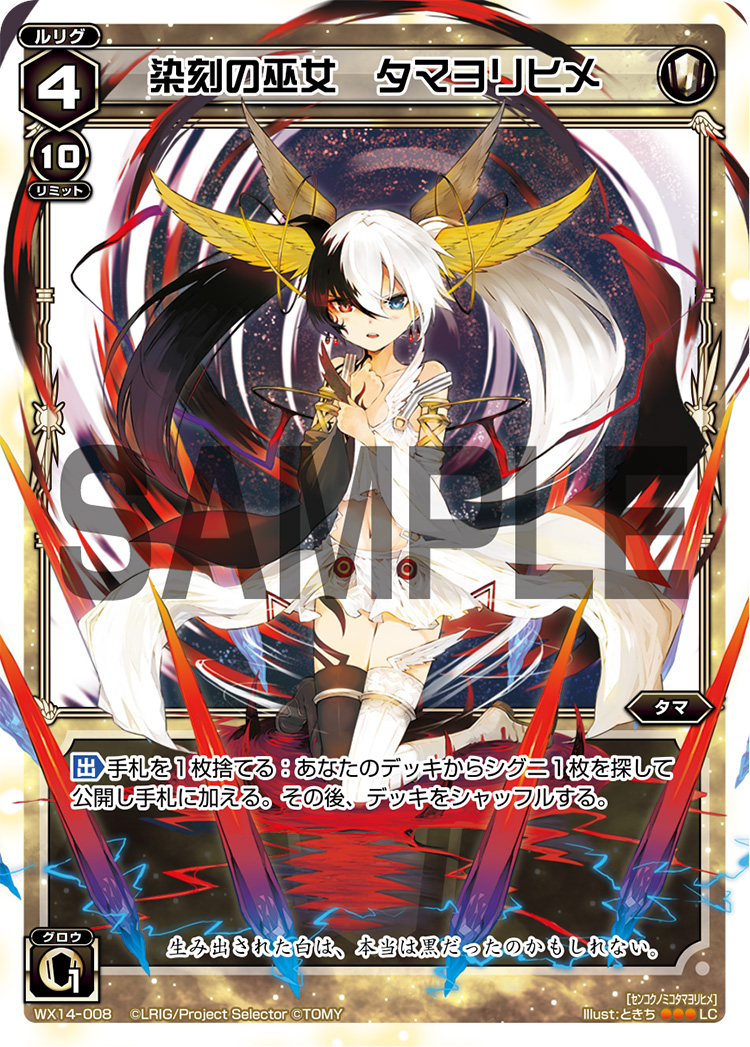 ルリグ
4
染刻の巫女　タマヨリヒメ
10
リミット
SAMPLE
タマ
出 手札を1枚捨てる：あなたのデッキからシグニ1枚を探して
公開し手札に加える。その後、デッキをシャッフルする。
グロウ
生み出された白は、本当は黒だったのかもしれない。
[センコクノミコタマヨリヒメ]
WX14-008 ©LRIG/Project Selector ©TOMY Illust:ときち LC